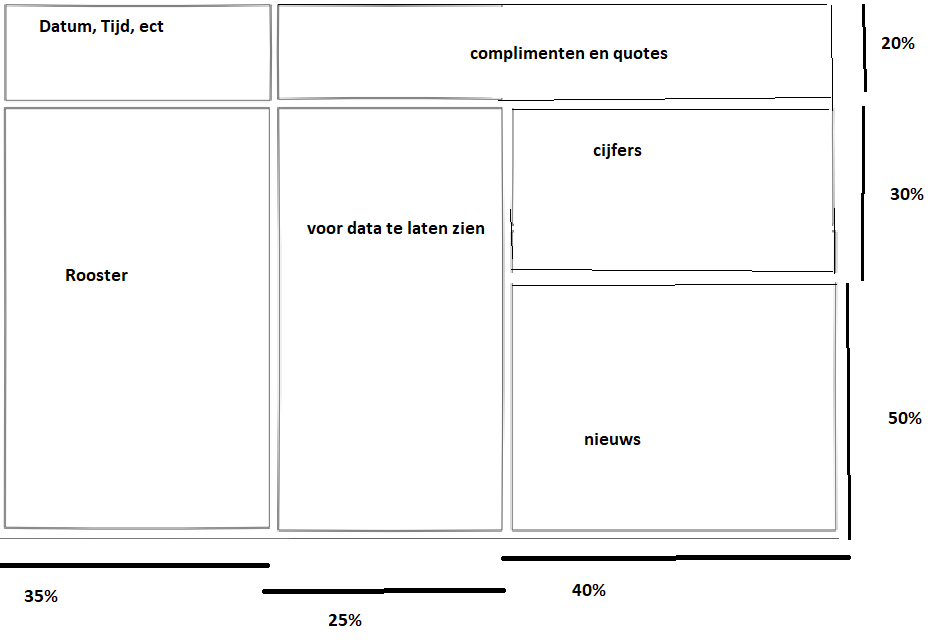 Datum, Tijd, ect
complimenten en quotes
20%
cijfers
30%
voor data te laten zien
Rooster
50%
nieuws
35%
25%
40%